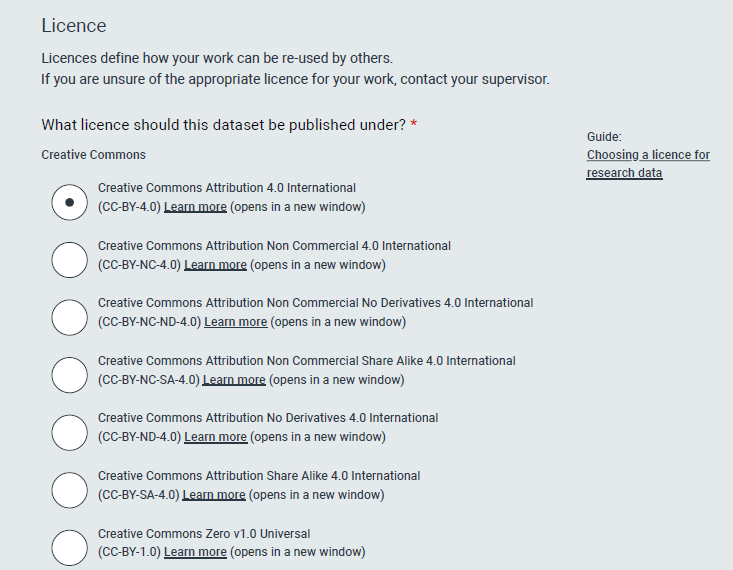 Licence
Licences define how your work can be re-used by others.
If you are unsure of the appropriate licence for your work, contact your supervisor.
What licence should this dataset be published under? *
Guide:
Choosing a licence for
research data
Creative Commons
Creative Commons Attribution 4.0 International
(CC-BY-4.0) Learn more (opens in a new window)
Creative Commons Attribution Non Commercial 4.0 International
(CC-BY-NC-4.0) Learn more (opens in a new window)
Creative Commons Attribution Non Commercial No Derivatives 4.0 International
(CC-BY-NC-ND-4.0) Learn more (opens in a new window)
Creative Commons Attribution Non Commercial Share Alike 4.0 International
(CC-BY-NC-SA-4.0) Learn more (opens in a new window)
Creative Commons Attribution No Derivatives 4.0 International
(CC-BY-ND-4.0) Learn more (opens in a new window)
Creative Commons Attribution Share Alike 4.0 International
(CC-BY-SA-4.0) Learn more (opens in a new window)
Creative Commons Zero v1.0 Universal
(CC-BY-1.0) Learn more (opens in a new window)